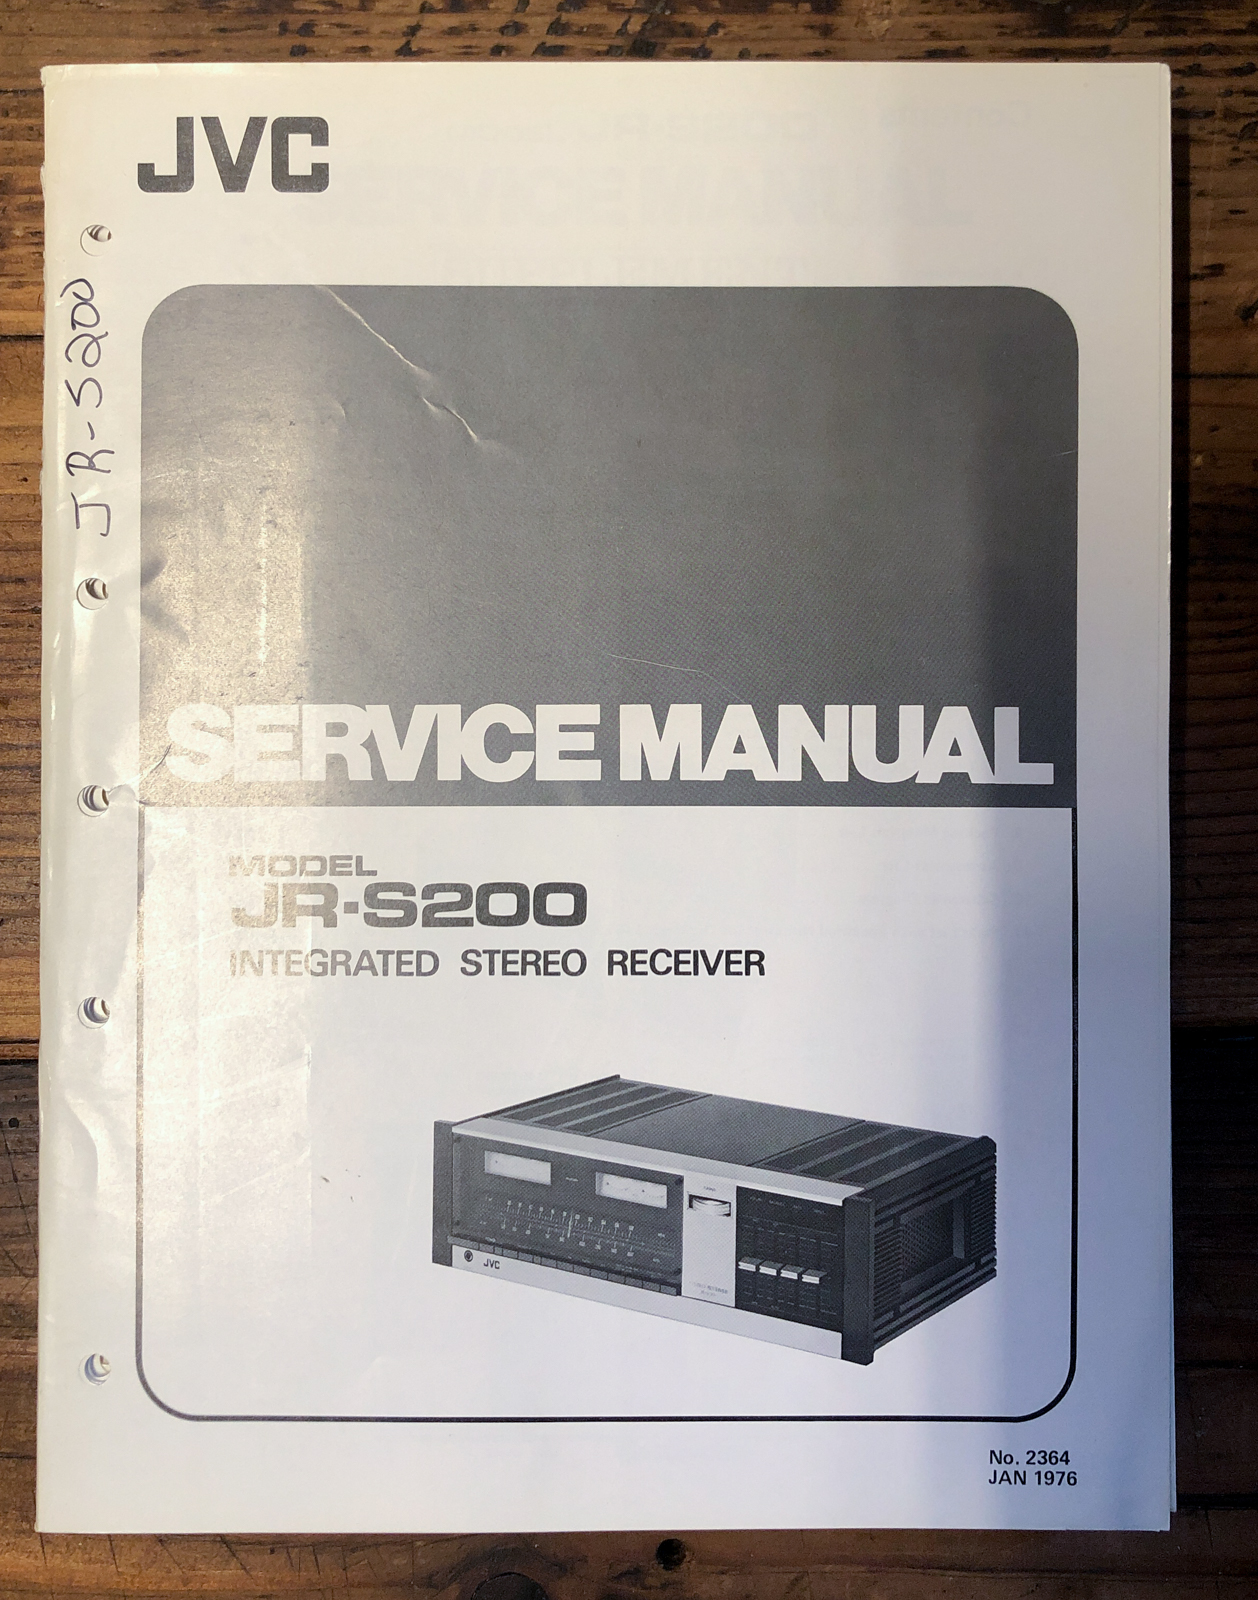 JVC
JR-S200
SERVICE MANUAL
MODEL
JR-S200
INTEGRATED STEREO RECEIVER
JVC
No. 2364
JAN 1976